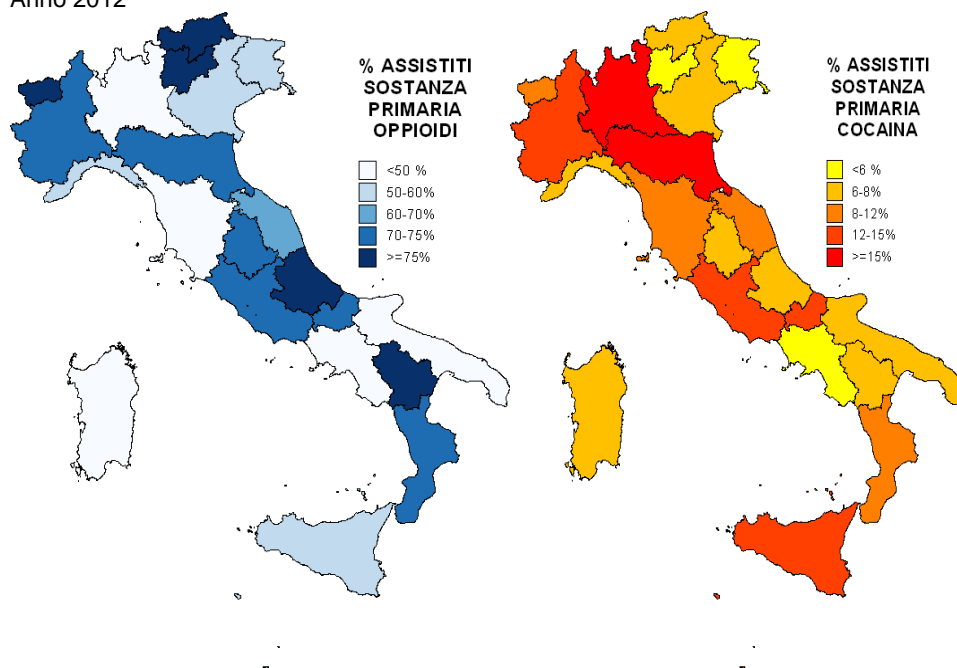 Anno 2012
% ASSISTITI
SOSTANZA
PRIMARIA
OPPIOIDI
<50 %
50-60%
60-70%
70-75%
>=75%
% ASSISTITI
SOSTANZA
PRIMARIA
COCAINA
<6 %
6-8%
8-12%
12-15%
>=15%